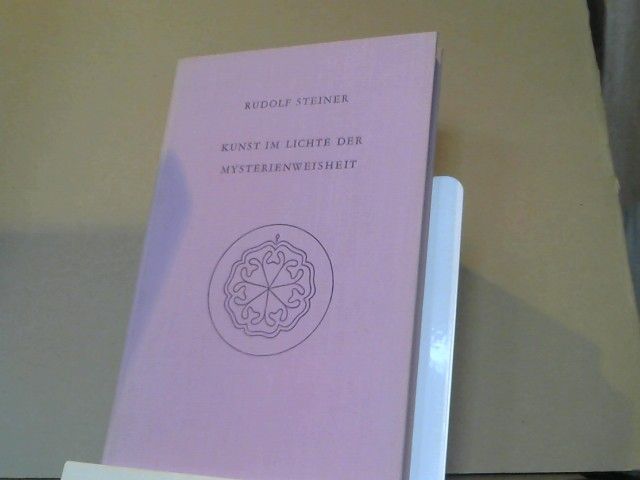 RUDOLF STEINER
KUNST IM LICHTE DER
MYSTERIENWEISHEIT